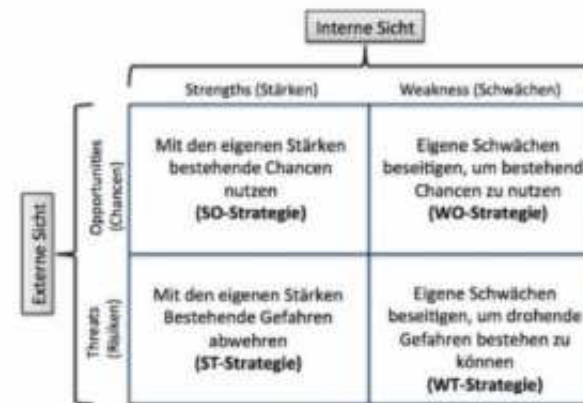 Interne Sicht
Strengths (Stärken)
Weakness (Schwächen)
Externe Sicht
Opportunities
(Chancen)
Mit den eigenen Stärken
bestehende Chancen
nutzen
(SO-Strategie)
Eigene Schwächen
beseitigen, um bestehend
Chancen zu nutzen
(WO-Strategie)
Threats
(Risiken)
Mit den eigenen Stärken
Bestehende Gefahren
abwehren
(ST-Strategie)
Eigene Schwächen
beseitigen, um drohende
Gefahren bestehen zu
können
(WT-Strategie)